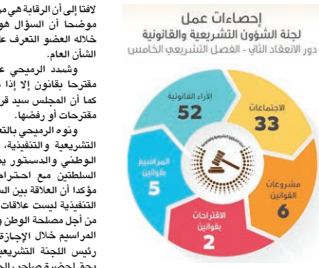 إحصاءات عمل
لجنة الشؤون التشريعية والقانونية
دور الانعقاد الثاني - الفصل التشريعي الخامس
الآراء القانونية
52
الاجتماعات
33
مشروعات
القوانين
6
الاقتراحات
بقوانين
2
المراسيم
بقوانين
5
لافتا إلى أن الرقابة هي
موضحا أن السؤال هو
خلاله العضو التعرف
الشأن العام.
وشدد الرميحي
مقترحا بقانون إلا إذا
كما أن المجلس سيد
مقترحات أو رفضها.
ونوه الرميحي
التشريعية والتنفيذية،
الوطني والدستور
السلطتين مع احترام
مؤكدا أن العلاقة بين
التنفيذية ليست علاقات
من أجل مصلحة الوطن
المراسيم خلال الإجازة
رئيس اللجنة التشريعية